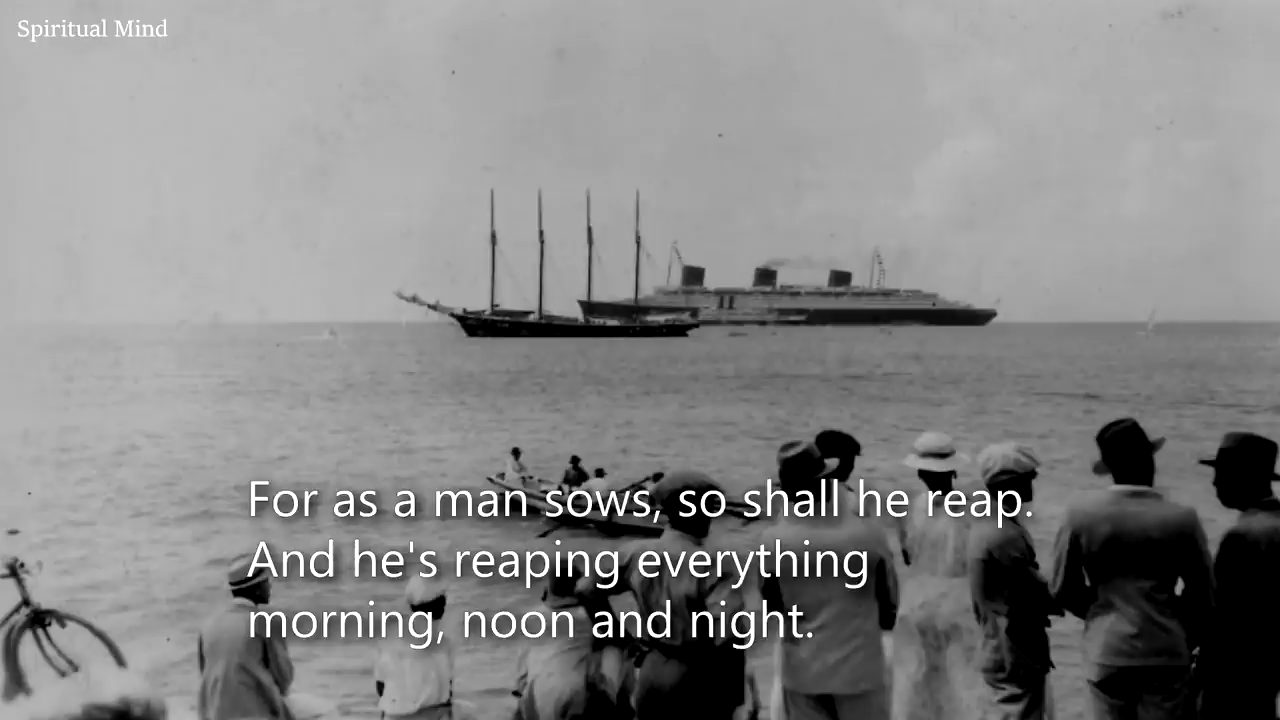 Spiritual Mind
For as a man sows, so shall he reap.
And he's reaping everything
morning, noon and night.